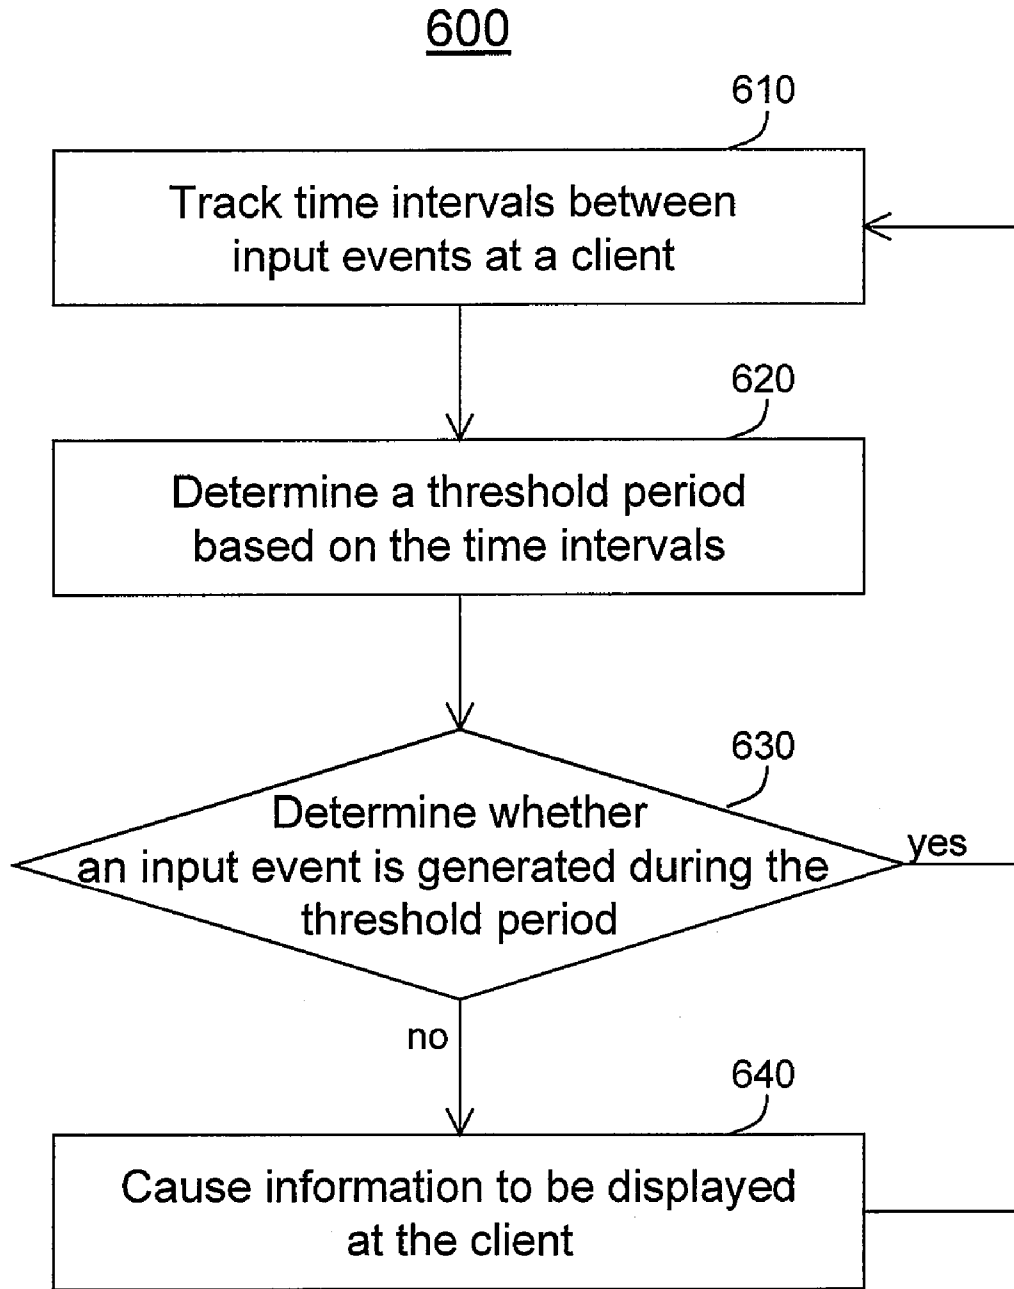 600
610
Track time intervals between
input events at a client
620
Determine a threshold period
based on the time intervals
630
Determine whether
an input event is generated during the
threshold period
yes
no
640
Cause information to be displayed
at the client